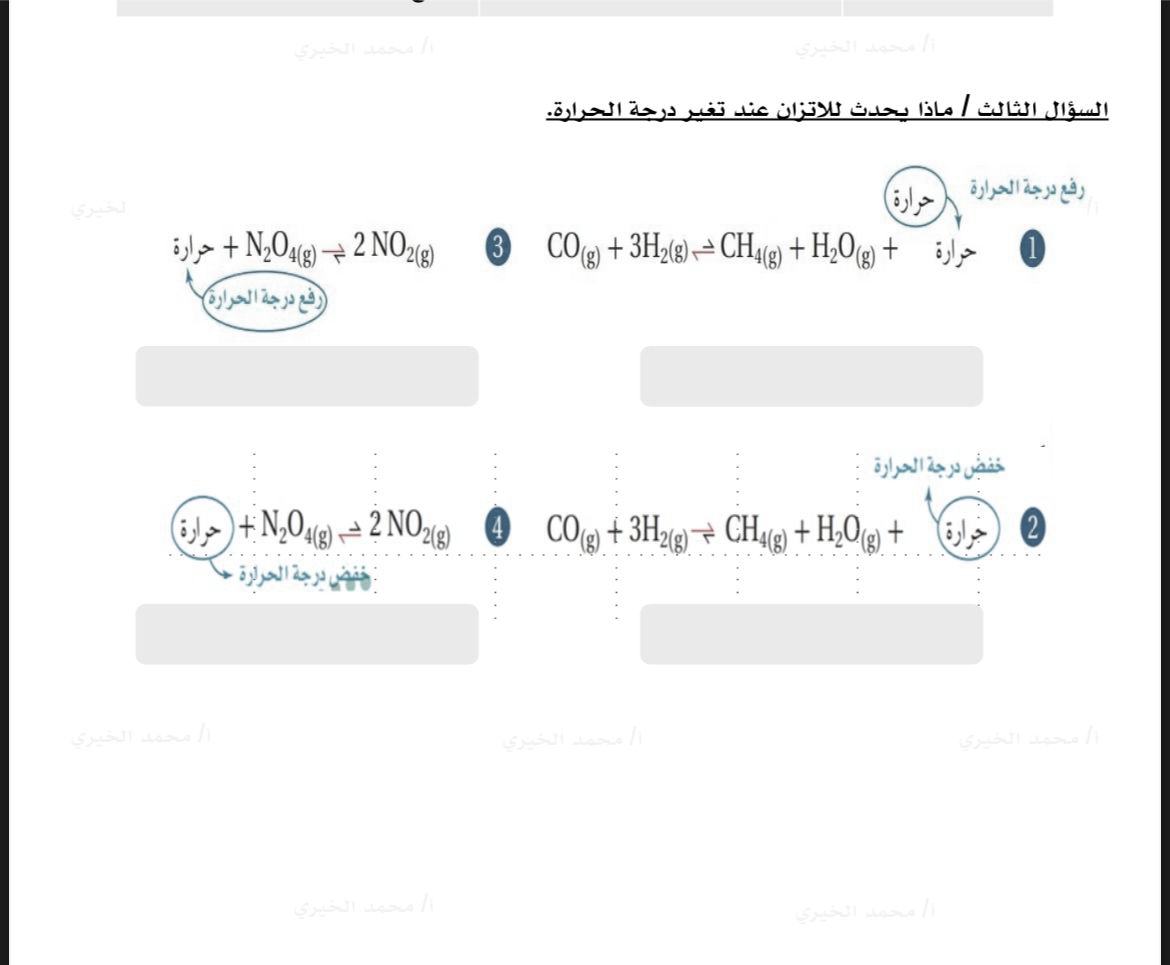 أ/ محمد الخيري
أ/ محمد الخيري
السؤال الثالث / ماذا يحدث للاتزان عند تغير درجة الحرارة.
رفع درجة الحرارة
حرارة
1 CO(g) + 3H2(g) ⇌ CH4(g) + H2O(g) + حرارة
3 حرارة + N2O4(g) ⇌ 2 NO2(g)
رفع درجة الحرارة
خفض درجة الحرارة
2 CO(g) + 3H2(g) ⇌ CH4(g) + H2O(g) + حرارة
4 حرارة + N2O4(g) ⇌ 2 NO2(g)
خفض درجة الحرارة
أ/ محمد الخيري
أ/ محمد الخيري
أ/ محمد الخيري
أ/ محمد الخيري
أ/ محمد الخيري